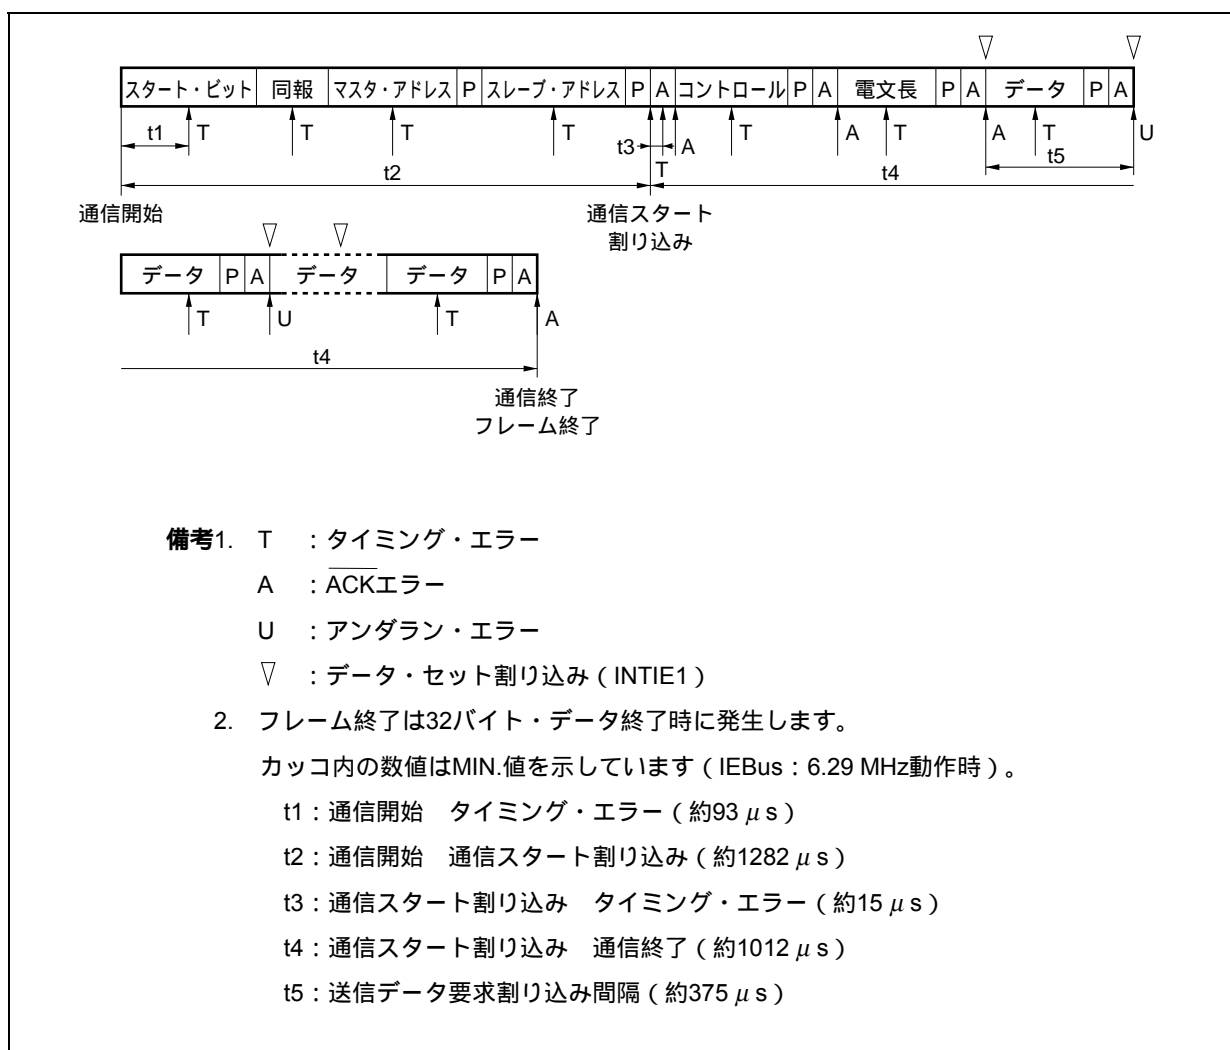 スタート・ビット 同報 マスタ・アドレス P スレーブ・アドレス P A コントロール P A 電文長 P A データ P A
t1 T T T T t3 A T A T A T U
T t5
t2 t4
通信開始 通信スタート
割り込み
データ P A データ データ P A
T U T A
t4
通信終了
フレーム終了
備考1. T :タイミング・エラー
A :ACKエラー
U :アンダラン・エラー
▽ :データ・セット割り込み(INTIE1)
2. フレーム終了は32バイト・データ終了時に発生します。
カッコ内の数値はMIN.値を示しています(IEBus:6.29 MHz動作時)。
t1:通信開始 タイミング・エラー(約93 μs)
t2:通信開始 通信スタート割り込み(約1282 μs)
t3:通信スタート割り込み タイミング・エラー(約15 μs)
t4:通信スタート割り込み 通信終了(約1012 μs)
t5:送信データ要求割り込み間隔(約375 μs)